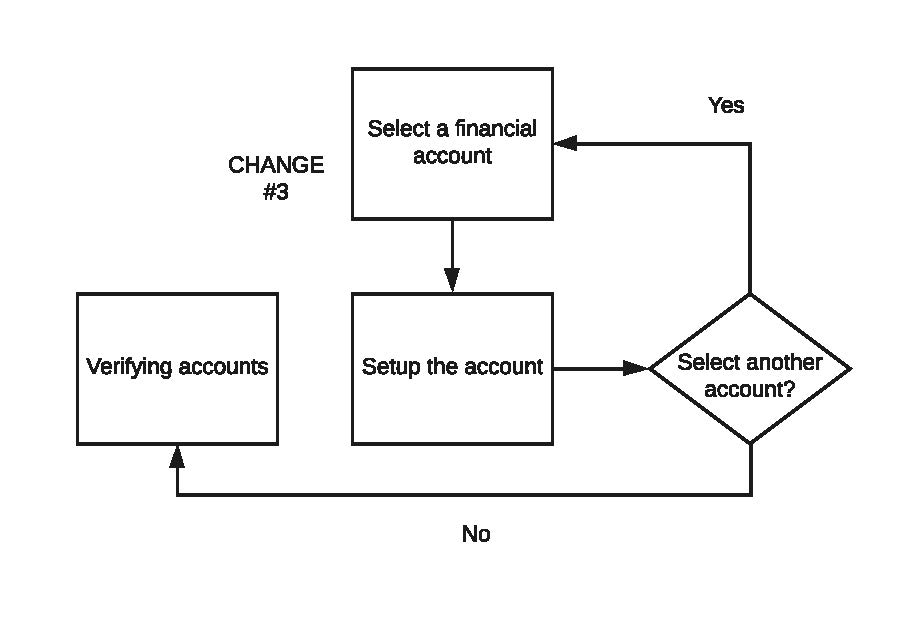 Yes
Select a financial
account
CHANGE
#3
Verifying accounts
Setup the account
Select another
account?
No